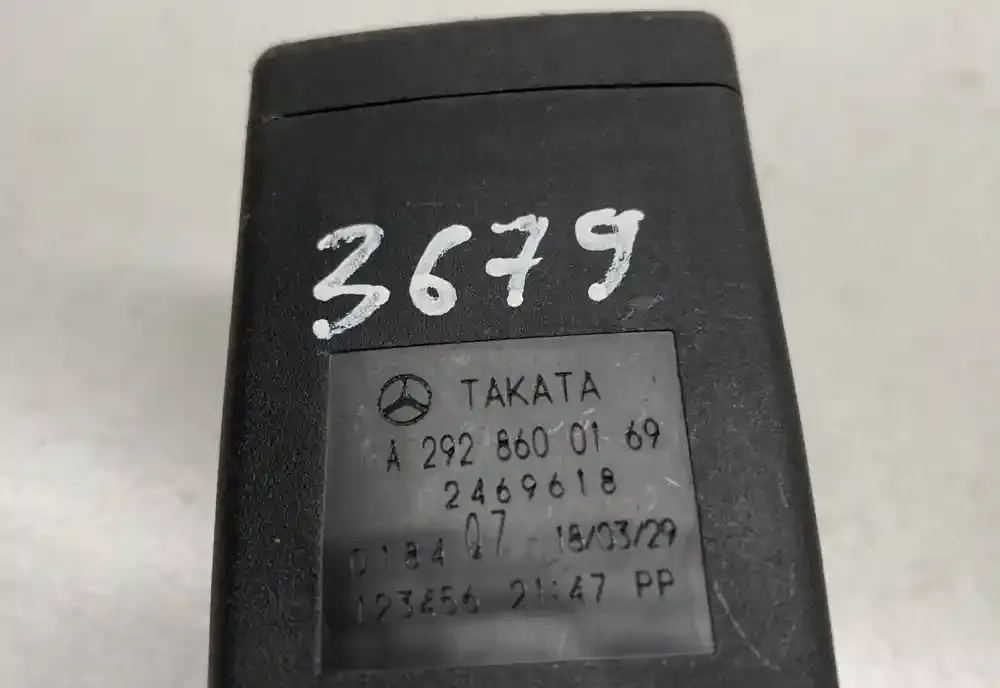 3679
TAKATA
A 292 860 01 69
2469618
0184 07 18/03/29
123456 21:47 PP